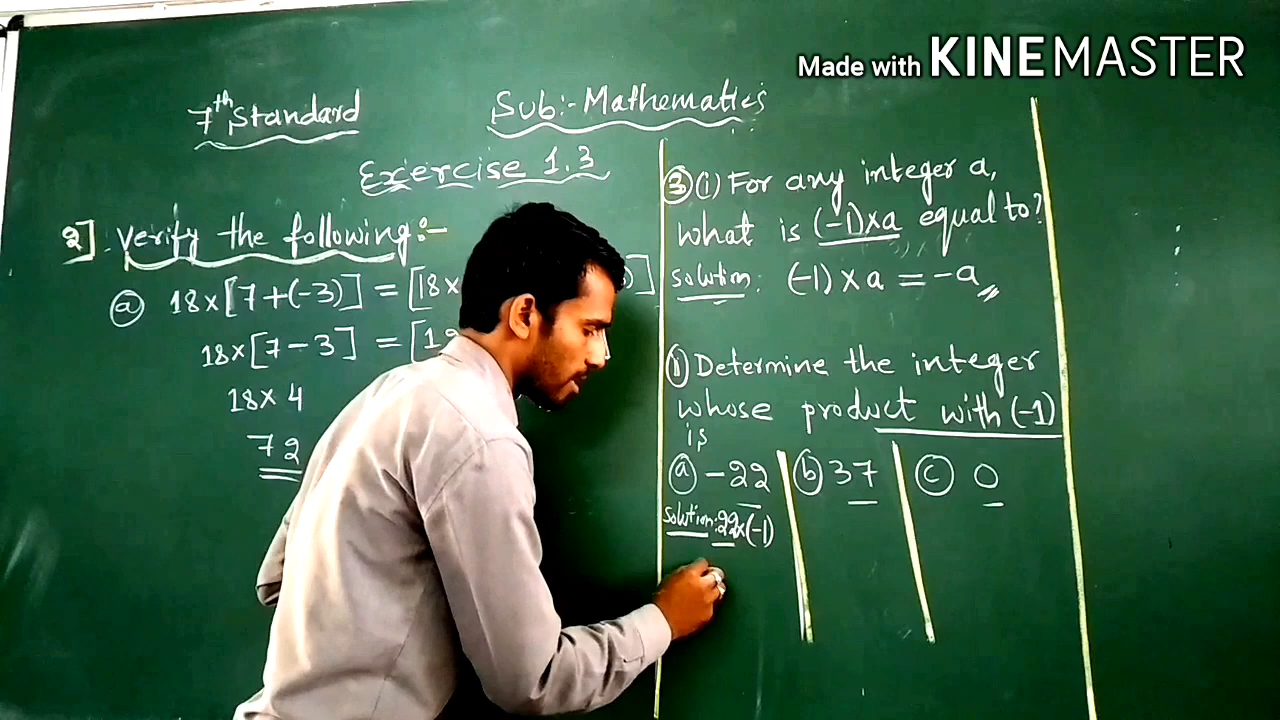 Made with KINEMASTER
7th Standard
Sub:- Mathematics
Exercise 1.3
2]. Verify the following:-
ⓐ 18×[7+(-3)] = [18×
)]
18×[7-3] = [1
18×4
72
③(i) For any integer a,
what is (-1)×a equal to?
Solution: (-1)×a = -a
Determine the integer
whose product with (-1)
is
ⓐ -22 ⓑ 37 ⓒ 0
Solution: 22×(-1)